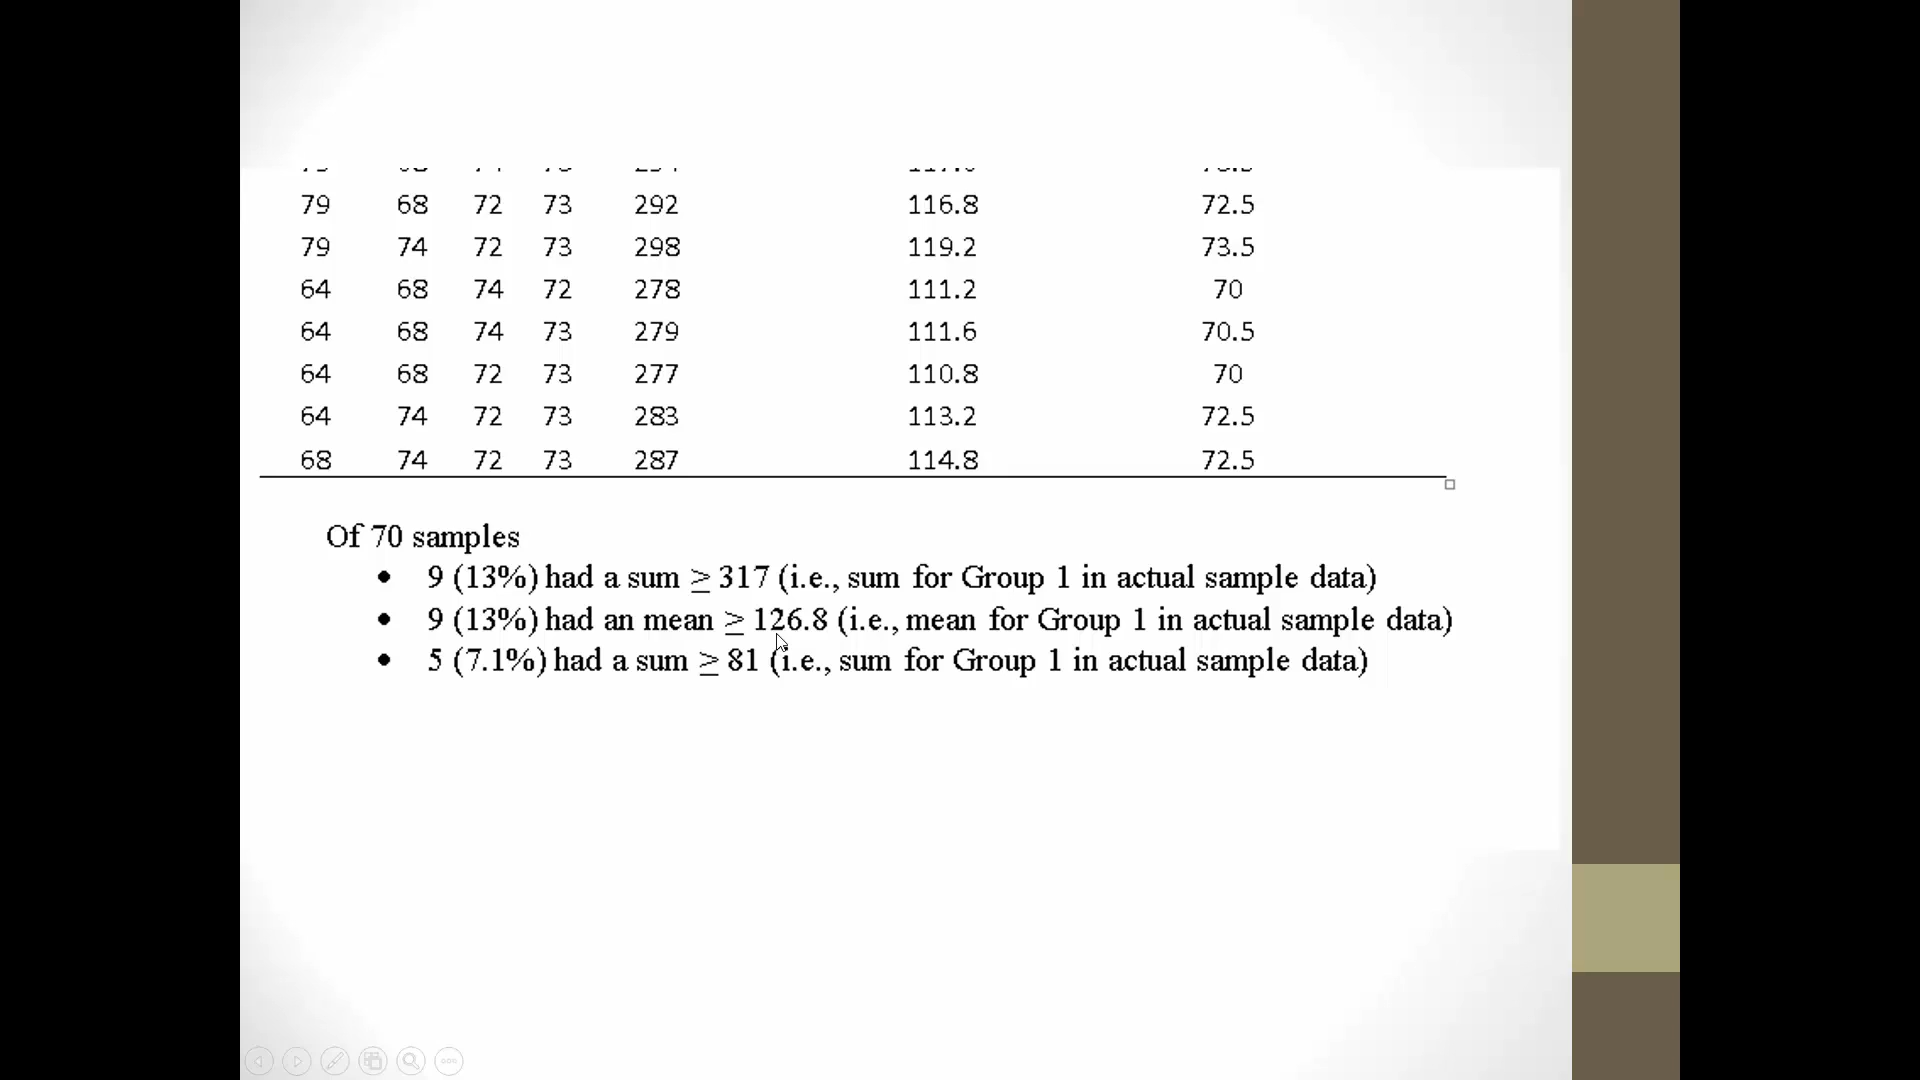 79 68 72 73 292 116.8 72.5
79 74 72 73 298 119.2 73.5
64 68 74 72 278 111.2 70
64 68 74 73 279 111.6 70.5
64 68 72 73 277 110.8 70
64 74 72 73 283 113.2 72.5
68 74 72 73 287 114.8 72.5
Of 70 samples
• 9 (13%) had a sum ≥ 317 (i.e., sum for Group 1 in actual sample data)
• 9 (13%) had an mean ≥ 126.8 (i.e., mean for Group 1 in actual sample data)
• 5 (7.1%) had a sum ≥ 81 (i.e., sum for Group 1 in actual sample data)